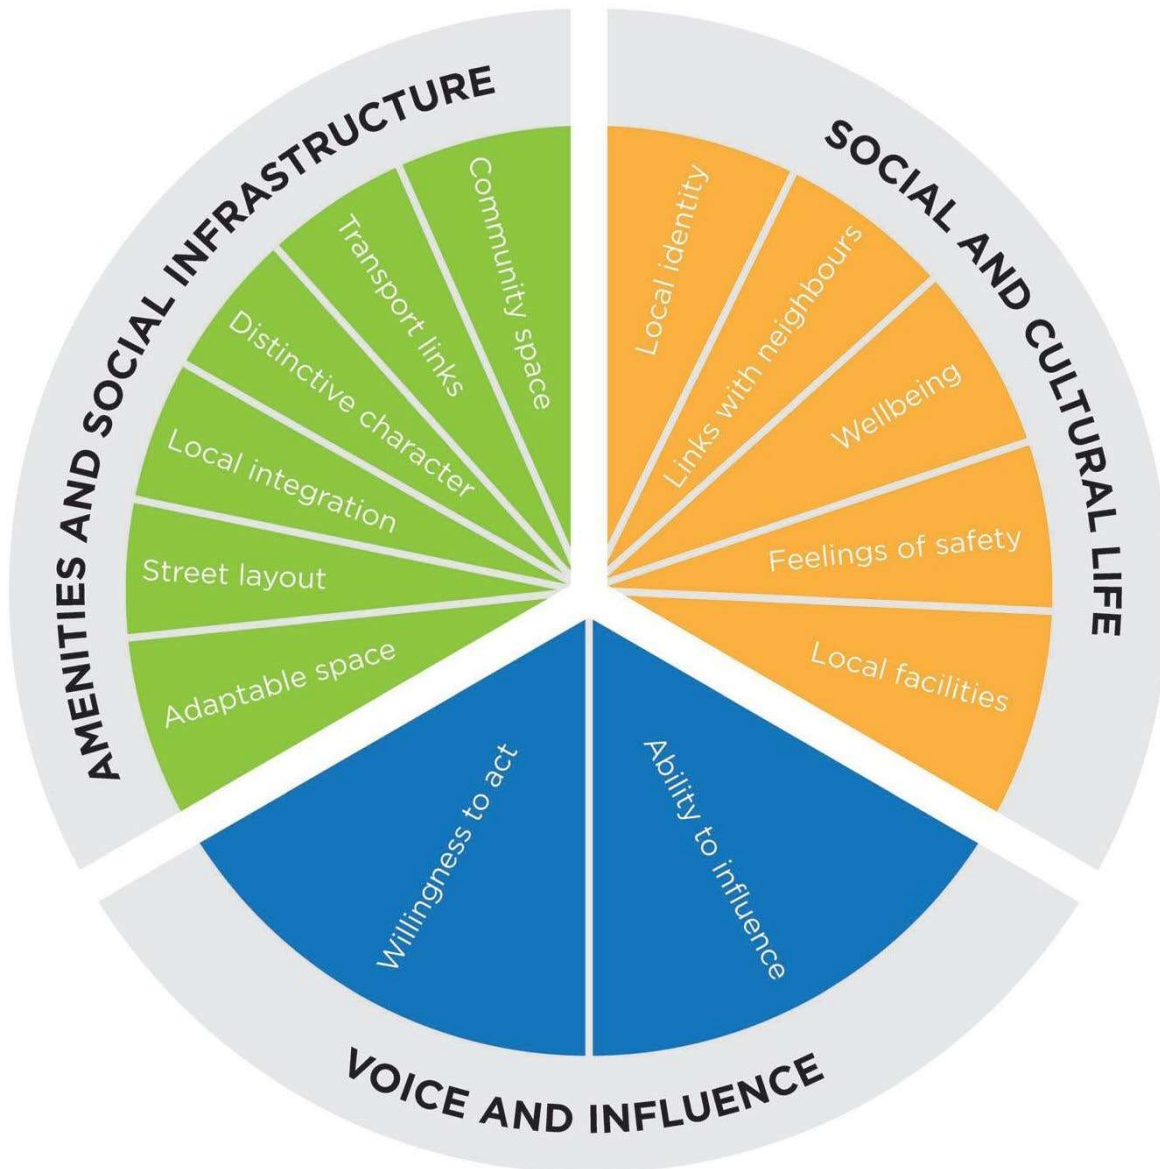 AMENITIES AND SOCIAL INFRASTRUCTURE
Community space
Transport links
Distinctive character
Local integration
Street layout
Adaptable space
SOCIAL AND CULTURAL LIFE
Local identity
Links with neighbours
Wellbeing
Feelings of safety
Local facilities
VOICE AND INFLUENCE
Willingness to act
Ability to influence